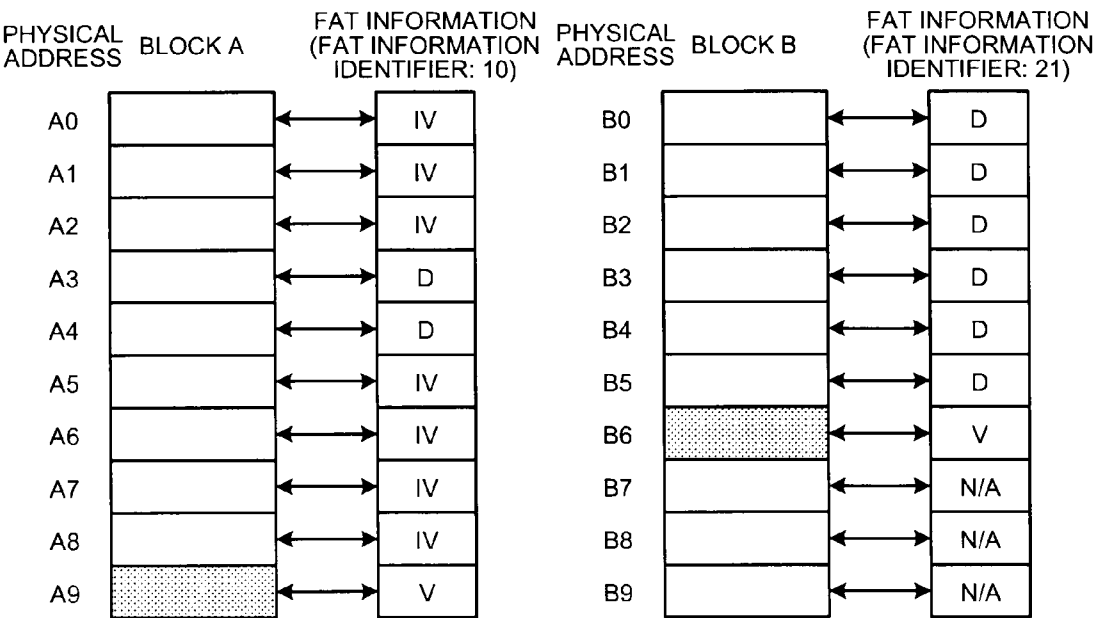 PHYSICAL ADDRESS BLOCK A FAT INFORMATION (FAT INFORMATION IDENTIFIER: 10)
A0 IV
A1 IV
A2 IV
A3 D
A4 D
A5 IV
A6 IV
A7 IV
A8 IV
A9 V
PHYSICAL ADDRESS BLOCK B FAT INFORMATION (FAT INFORMATION IDENTIFIER: 21)
B0 D
B1 D
B2 D
B3 D
B4 D
B5 D
B6 V
B7 N/A
B8 N/A
B9 N/A